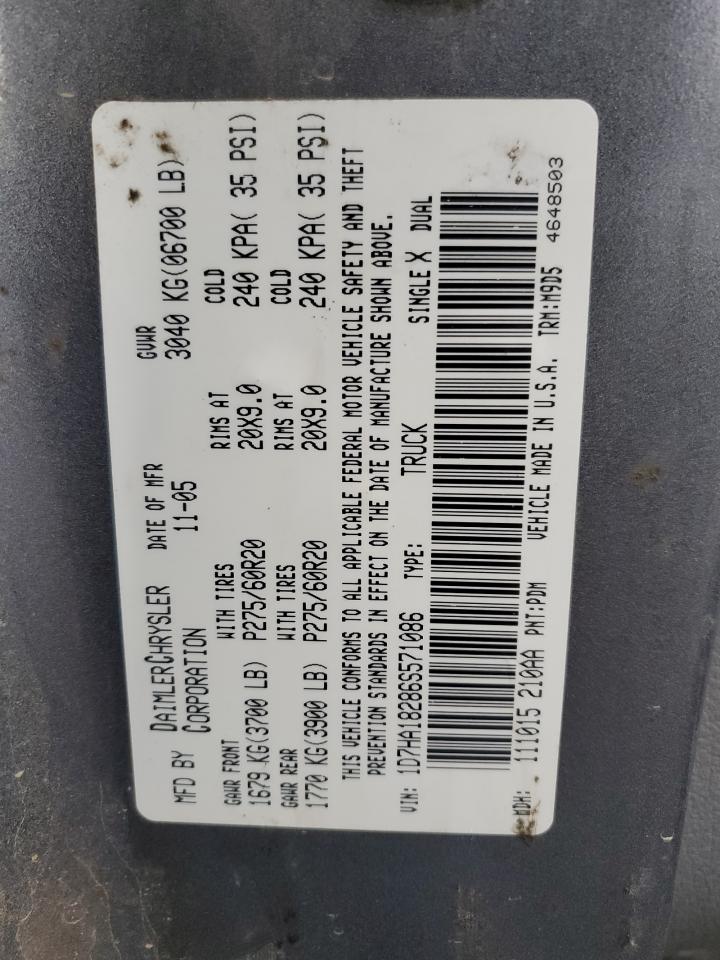 MFD BY DAIMLERCHRYSLER CORPORATION DATE OF MFR 11-05 GVWR 3040 KG(06700 LB)
GAWR FRONT WITH TIRES RIMS AT COLD
1679 KG(3700 LB) P275/60R20 20X9.0 240 KPA( 35 PSI)
GAWR REAR WITH TIRES RIMS AT COLD
1770 KG(3900 LB) P275/60R20 20X9.0 240 KPA( 35 PSI)
THIS VEHICLE CONFORMS TO ALL APPLICABLE FEDERAL MOTOR VEHICLE SAFETY AND THEFT
PREVENTION STANDARDS IN EFFECT ON THE DATE OF MANUFACTURE SHOWN ABOVE.
VIN: 1D7HA18286S571086 TYPE: TRUCK SINGLE X DUAL
MDH: 111015 210AA PNT:PDM VEHICLE MADE IN U.S.A. TRM:M9D5 4648503